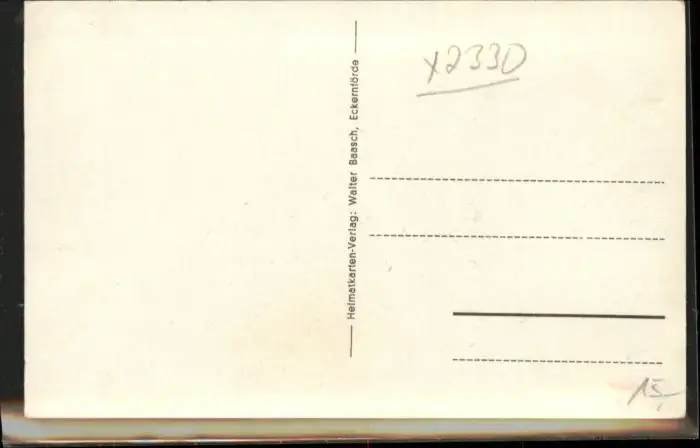 Heimatkarten-Verlag: Walter Baasch, Eckernförde
x2330
15,-